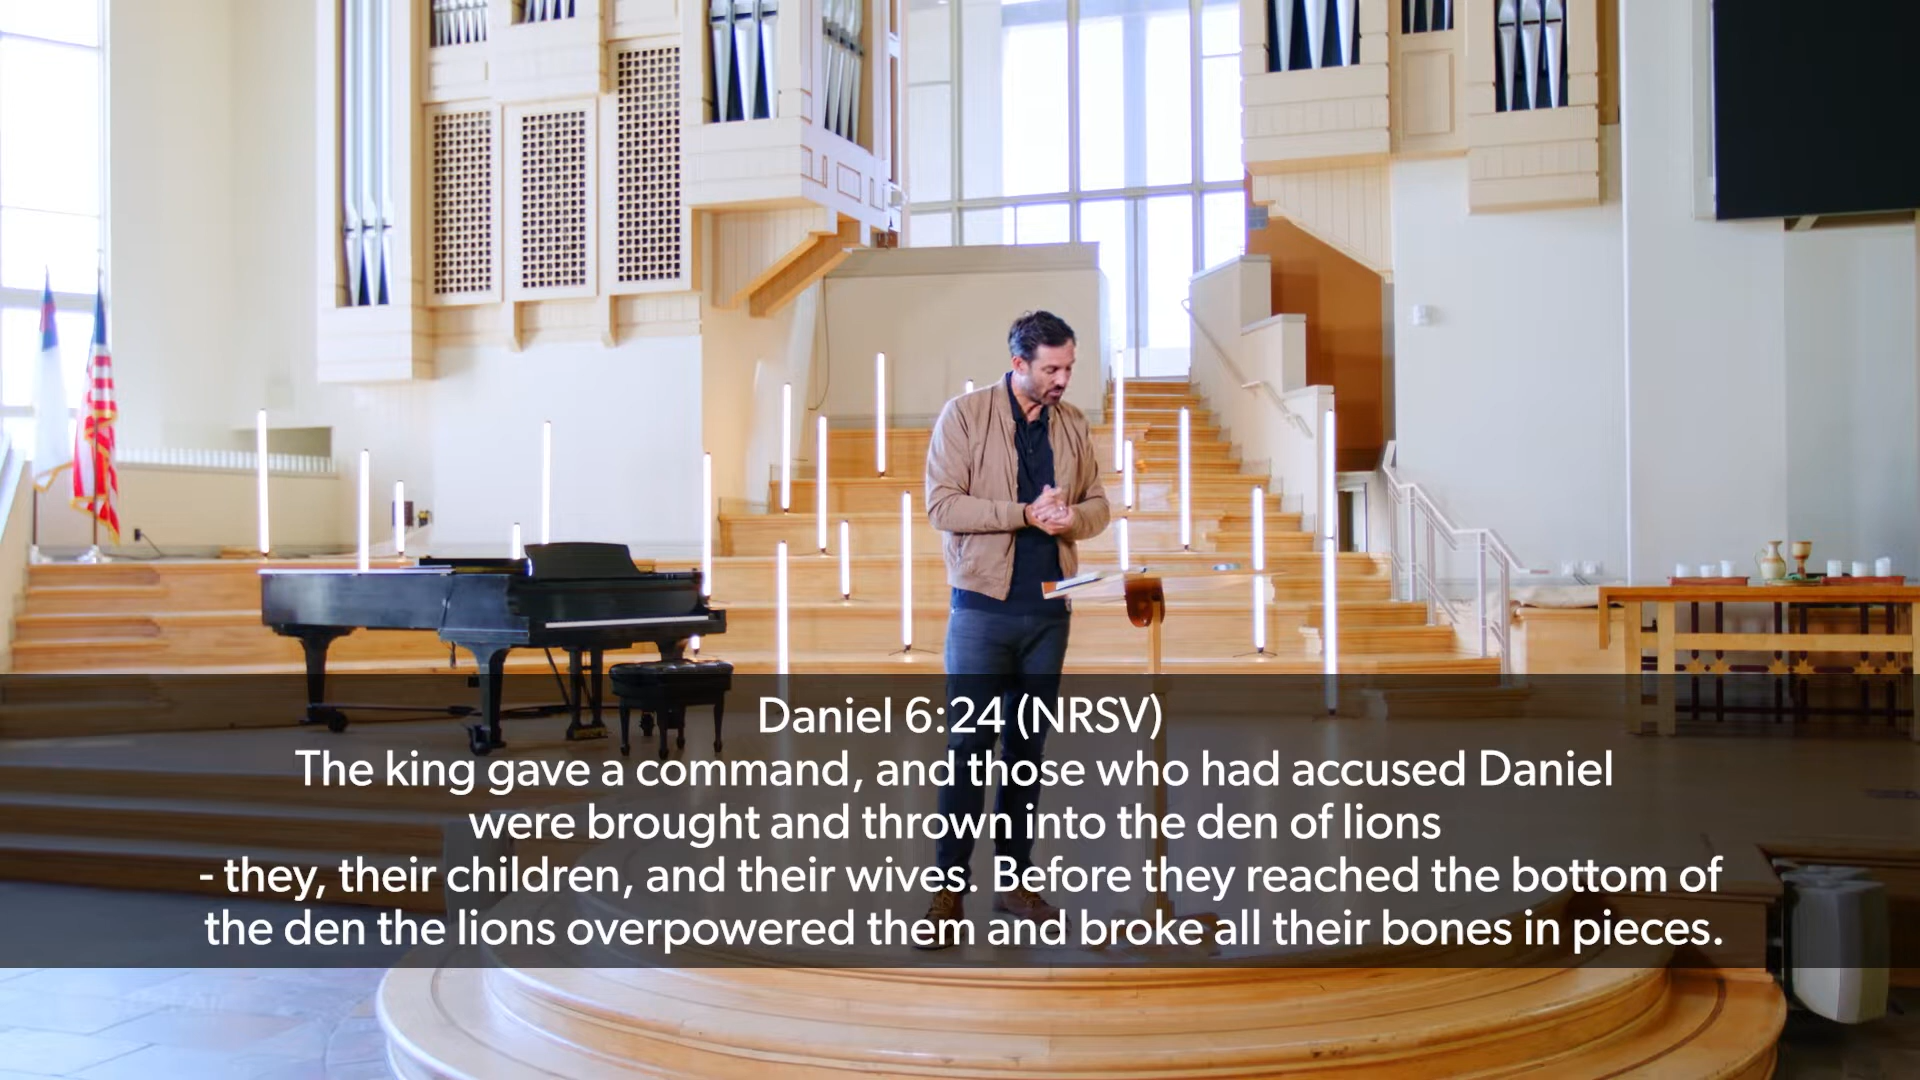 Daniel 6:24 (NRSV)
The king gave a command, and those who had accused Daniel
were brought and thrown into the den of lions
- they, their children, and their wives. Before they reached the bottom of
the den the lions overpowered them and broke all their bones in pieces.